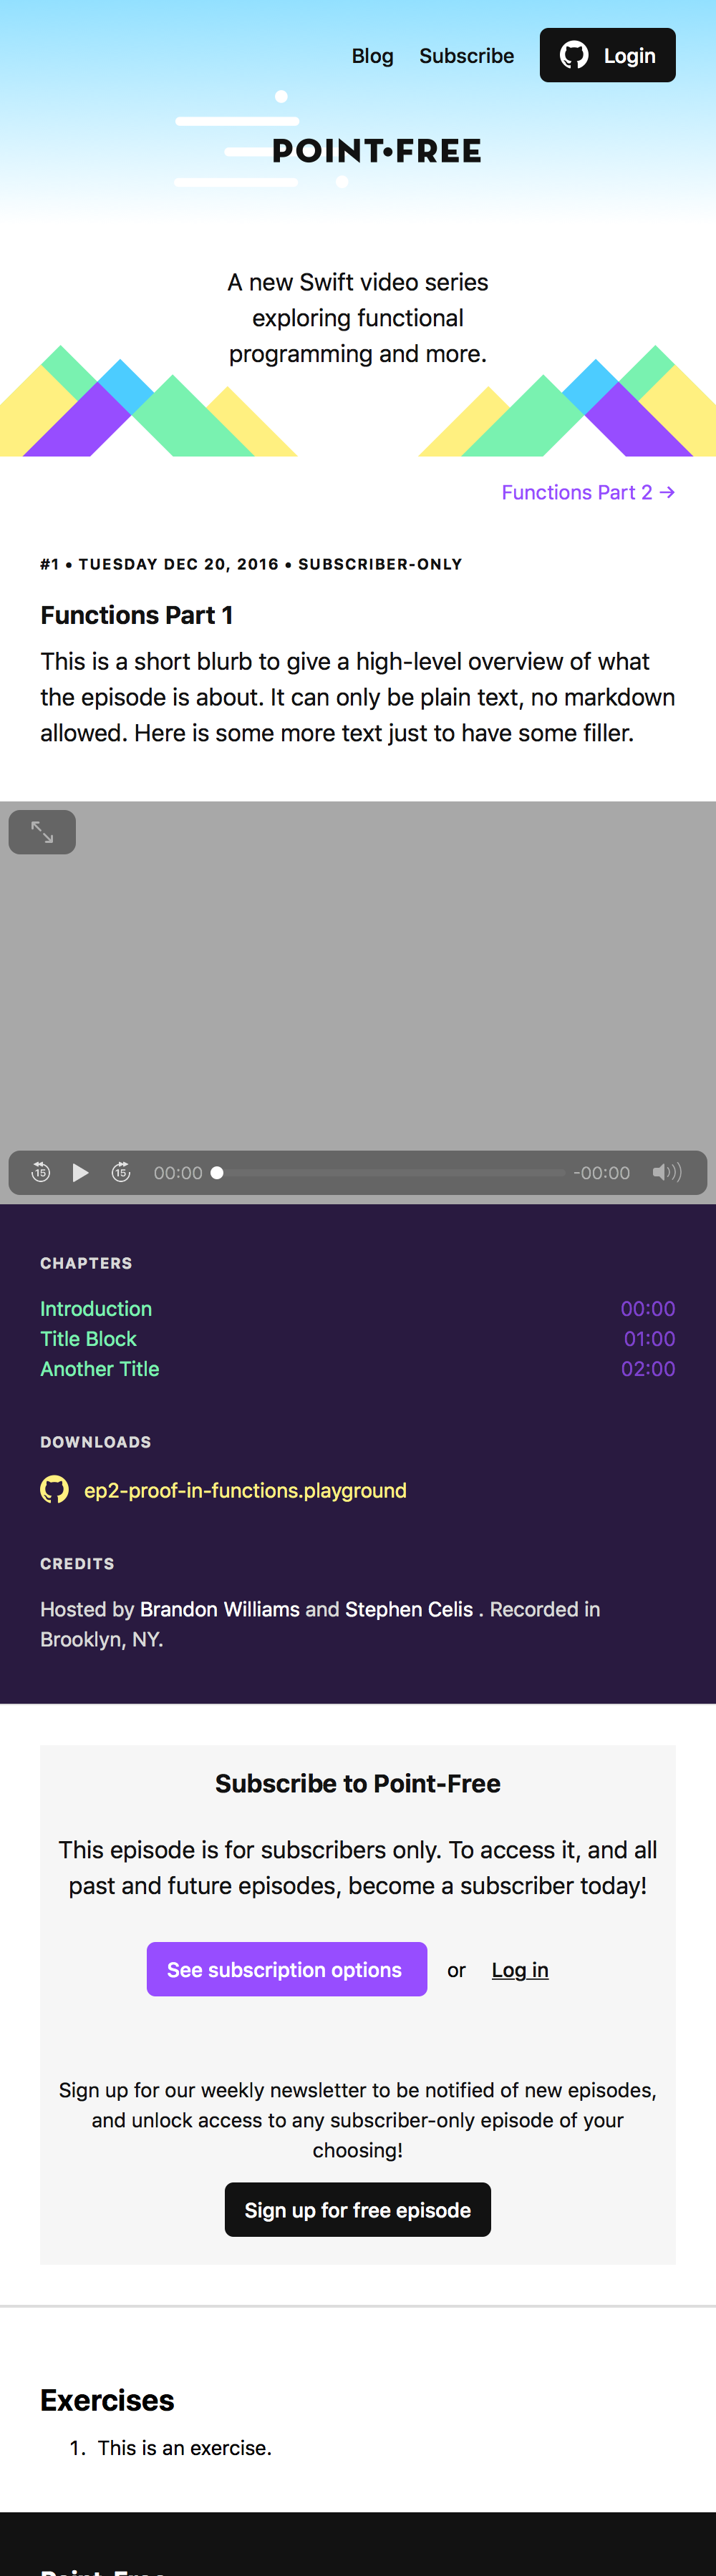 Blog Subscribe Login
POINT•FREE
A new Swift video series
exploring functional
programming and more.
Functions Part 2 →
#1 • TUESDAY DEC 20, 2016 • SUBSCRIBER-ONLY
Functions Part 1
This is a short blurb to give a high-level overview of what
the episode is about. It can only be plain text, no markdown
allowed. Here is some more text just to have some filler.
15 15 00:00 -00:00
CHAPTERS
Introduction 00:00
Title Block 01:00
Another Title 02:00
DOWNLOADS
ep2-proof-in-functions.playground
CREDITS
Hosted by Brandon Williams and Stephen Celis . Recorded in
Brooklyn, NY.
Subscribe to Point-Free
This episode is for subscribers only. To access it, and all
past and future episodes, become a subscriber today!
See subscription options or Log in
Sign up for our weekly newsletter to be notified of new episodes,
and unlock access to any subscriber-only episode of your
choosing!
Sign up for free episode
Exercises
1. This is an exercise.
Point-Free